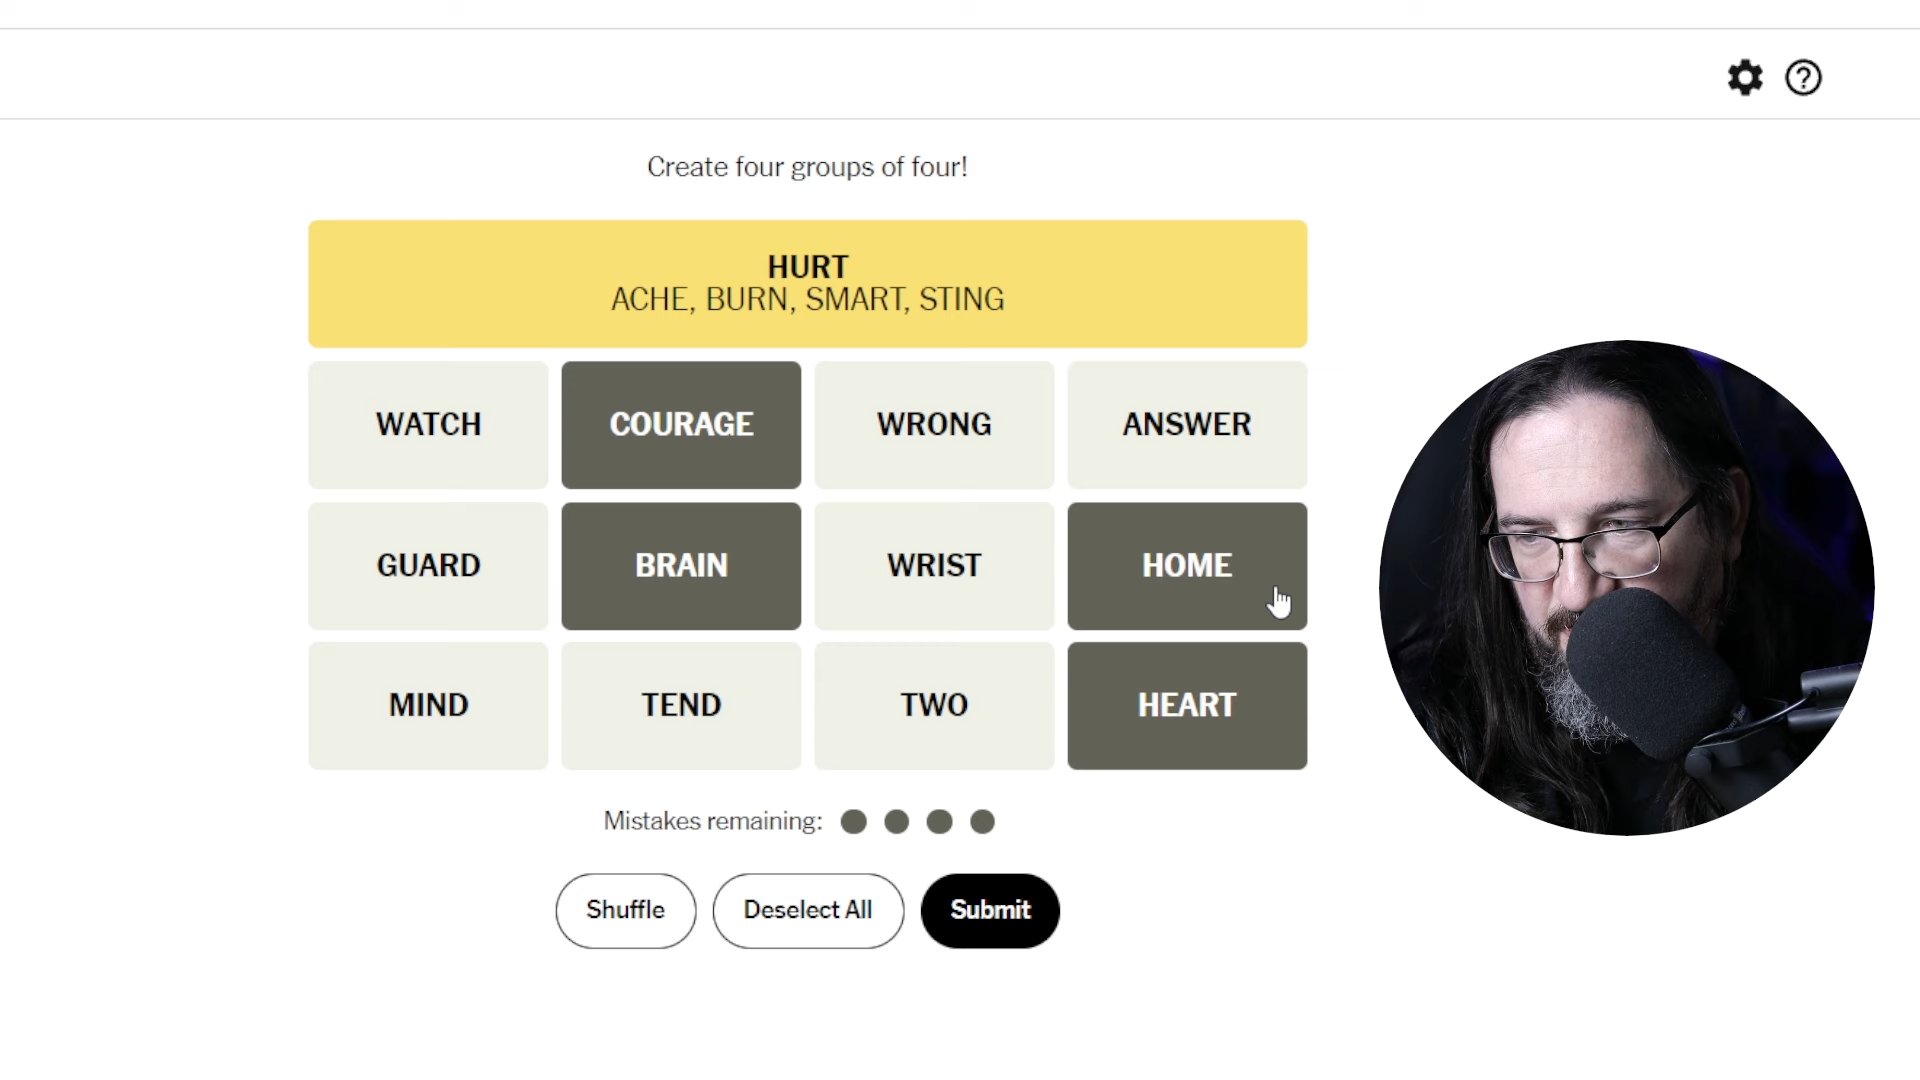 Create four groups of four!
HURT
ACHE, BURN, SMART, STING
WATCH COURAGE WRONG ANSWER
GUARD BRAIN WRIST HOME
MIND TEND TWO HEART
Mistakes remaining:
Shuffle Deselect All Submit